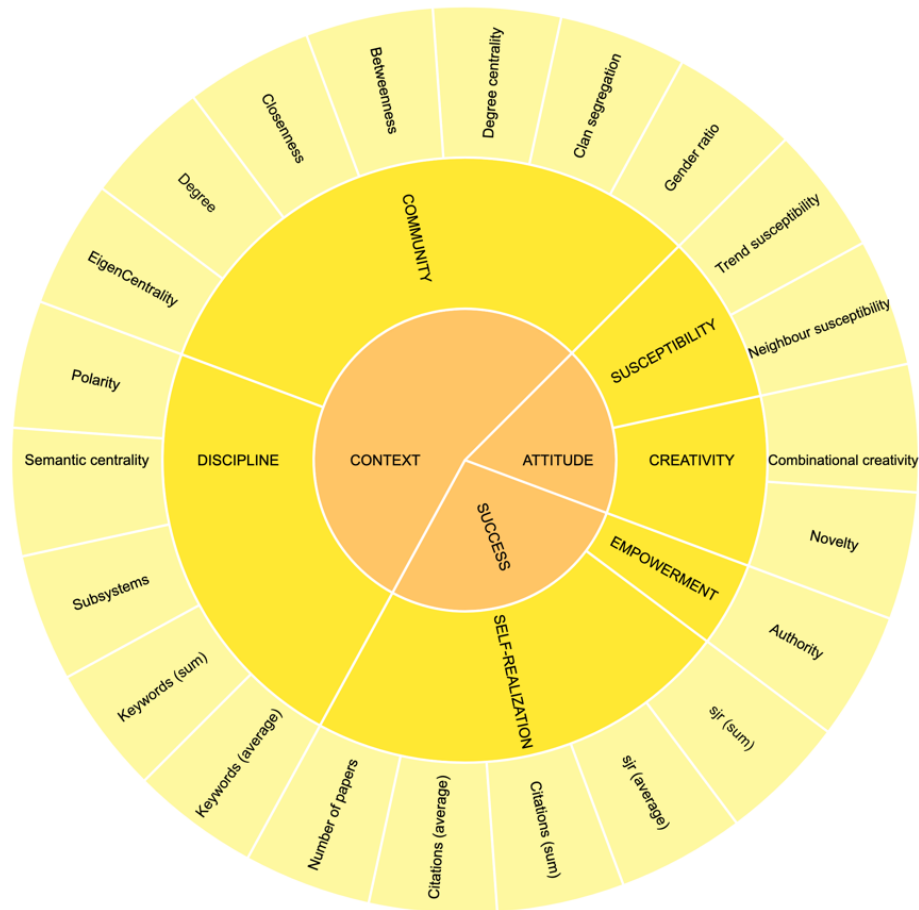 CONTEXT
ATTITUDE
SUCCESS
COMMUNITY
SUSCEPTIBILITY
CREATIVITY
EMPOWERMENT
SELF-REALIZATION
DISCIPLINE
EigenCentrality
Degree
Closenness
Betweenness
Degree centrality
Clan segregation
Gender ratio
Trend susceptibility
Neighbour susceptibility
Combinational creativity
Novelty
Authority
sjr (sum)
sjr (average)
Citations (sum)
Citations (average)
Number of papers
Keywords (average)
Keywords (sum)
Subsystems
Semantic centrality
Polarity